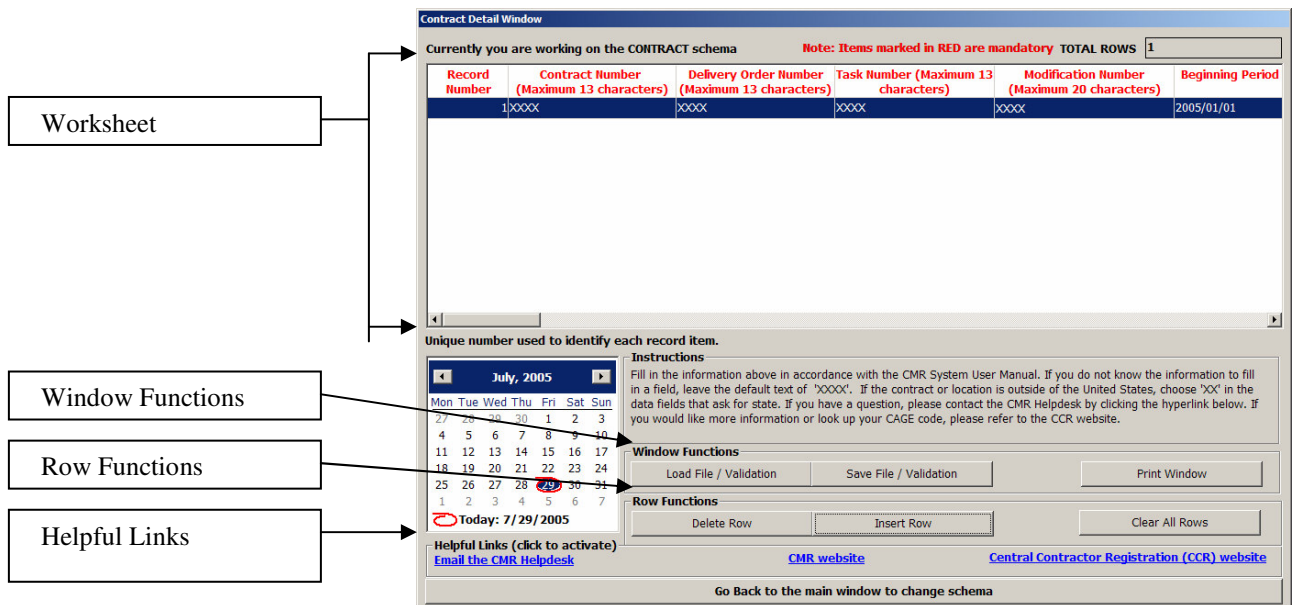 Contract Detail Window
Currently you are working on the CONTRACT schema Note: Items marked in RED are mandatory TOTAL ROWS 1
Record Number Contract Number (Maximum 13 characters) Delivery Order Number (Maximum 13 characters) Task Number (Maximum 13 characters) Modification Number (Maximum 20 characters) Beginning Period
1 XXXX XXXX XXXX XXXX 2005/01/01
Worksheet
Unique number used to identify each record item.
Window Functions
Row Functions
Helpful Links
July, 2005
Mon Tue Wed Thu Fri Sat Sun
27 28 29 30 1 2 3
4 5 6 7 8 9 10
11 12 13 14 15 16 17
18 19 20 21 22 23 24
25 26 27 28 29 30 31
1 2 3 4 5 6 7
Today: 7/29/2005
Instructions
Fill in the information above in accordance with the CMR System User Manual. If you do not know the information to fill
in a field, leave the default text of 'XXXX'. If the contract or location is outside of the United States, choose 'XX' in the
data fields that ask for state. If you have a question, please contact the CMR Helpdesk by clicking the hyperlink below. If
you would like more information or look up your CAGE code, please refer to the CCR website.
Window Functions
Load File / Validation Save File / Validation Print Window
Row Functions
Delete Row Insert Row Clear All Rows
Helpful Links (click to activate)
Email the CMR Helpdesk CMR website Central Contractor Registration (CCR) website
Go Back to the main window to change schema